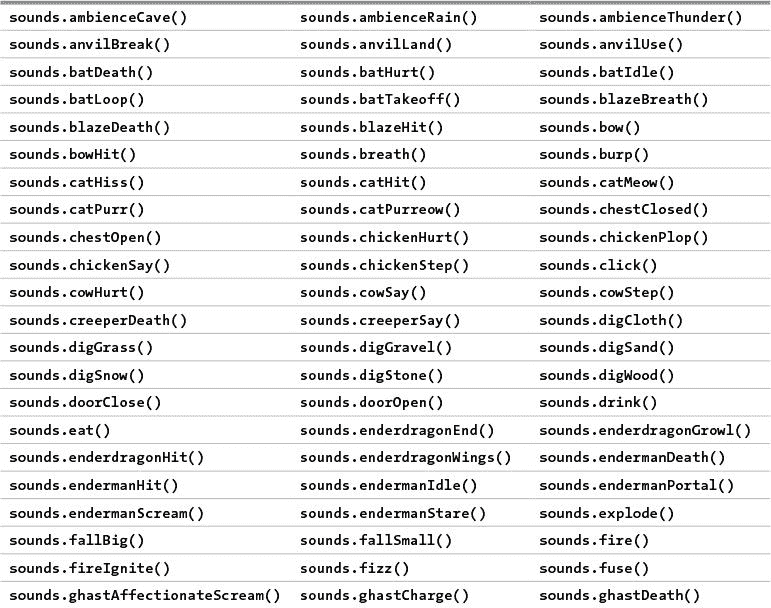 sounds.ambienceCave() sounds.ambienceRain() sounds.ambienceThunder()
sounds.anvilBreak() sounds.anvilLand() sounds.anvilUse()
sounds.batDeath() sounds.batHurt() sounds.batIdle()
sounds.batLoop() sounds.batTakeoff() sounds.blazeBreath()
sounds.blazeDeath() sounds.blazeHit() sounds.bow()
sounds.bowHit() sounds.breath() sounds.burp()
sounds.catHiss() sounds.catHit() sounds.catMeow()
sounds.catPurr() sounds.catPurreow() sounds.chestClosed()
sounds.chestOpen() sounds.chickenHurt() sounds.chickenPlop()
sounds.chickenSay() sounds.chickenStep() sounds.click()
sounds.cowHurt() sounds.cowSay() sounds.cowStep()
sounds.creeperDeath() sounds.creeperSay() sounds.digCloth()
sounds.digGrass() sounds.digGravel() sounds.digSand()
sounds.digSnow() sounds.digStone() sounds.digWood()
sounds.doorClose() sounds.doorOpen() sounds.drink()
sounds.eat() sounds.enderdragonEnd() sounds.enderdragonGrowl()
sounds.enderdragonHit() sounds.enderdragonWings() sounds.endermanDeath()
sounds.endermanHit() sounds.endermanIdle() sounds.endermanPortal()
sounds.endermanScream() sounds.endermanStare() sounds.explode()
sounds.fallBig() sounds.fallSmall() sounds.fire()
sounds.fireIgnite() sounds.fizz() sounds.fuse()
sounds.ghastAffectionateScream() sounds.ghastCharge() sounds.ghastDeath()